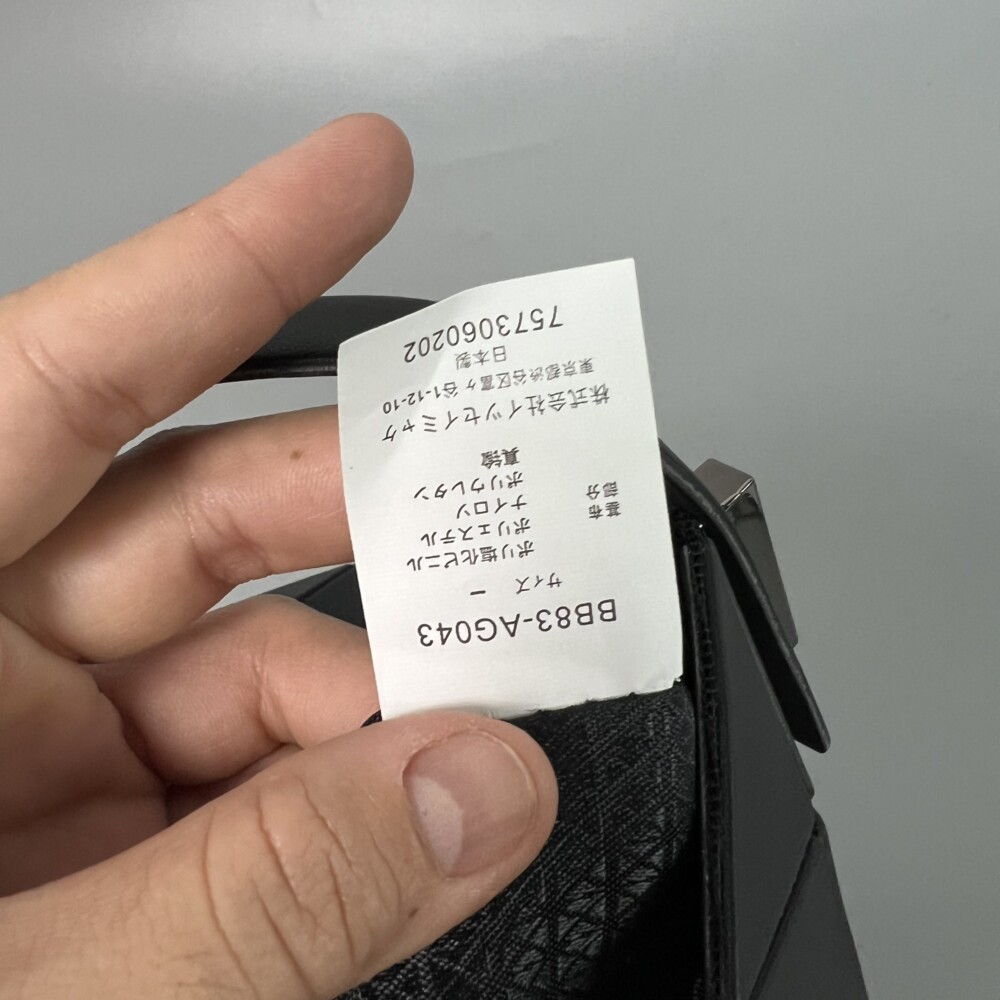 BB83-AG043
サイズ ー
ポリ塩化ビニル
ポリエステル
基布 ナイロン
部分 ポリウレタン
真鍮
株式会社イッセイミヤケ
東京都渋谷区富ヶ谷1-12-10
日本製
7573060202